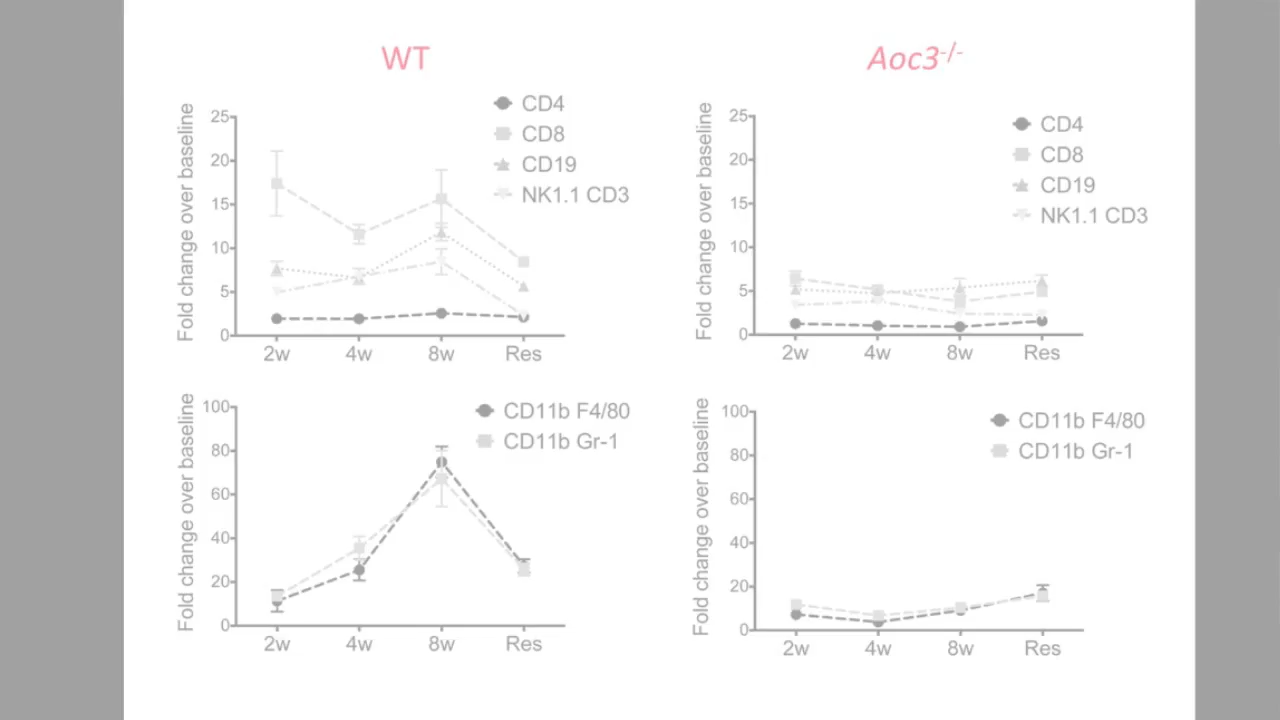 WT
Aoc3-/-
Fold change over baseline
25
20
15
10
5
0
2w 4w 8w Res
CD4
CD8
CD19
NK1.1 CD3
Fold change over baseline
25
20
15
10
5
0
2w 4w 8w Res
CD4
CD8
CD19
NK1.1 CD3
Fold change over baseline
100
80
60
40
20
0
2w 4w 8w Res
CD11b F4/80
CD11b Gr-1
Fold change over baseline
100
80
60
40
20
0
2w 4w 8w Res
CD11b F4/80
CD11b Gr-1